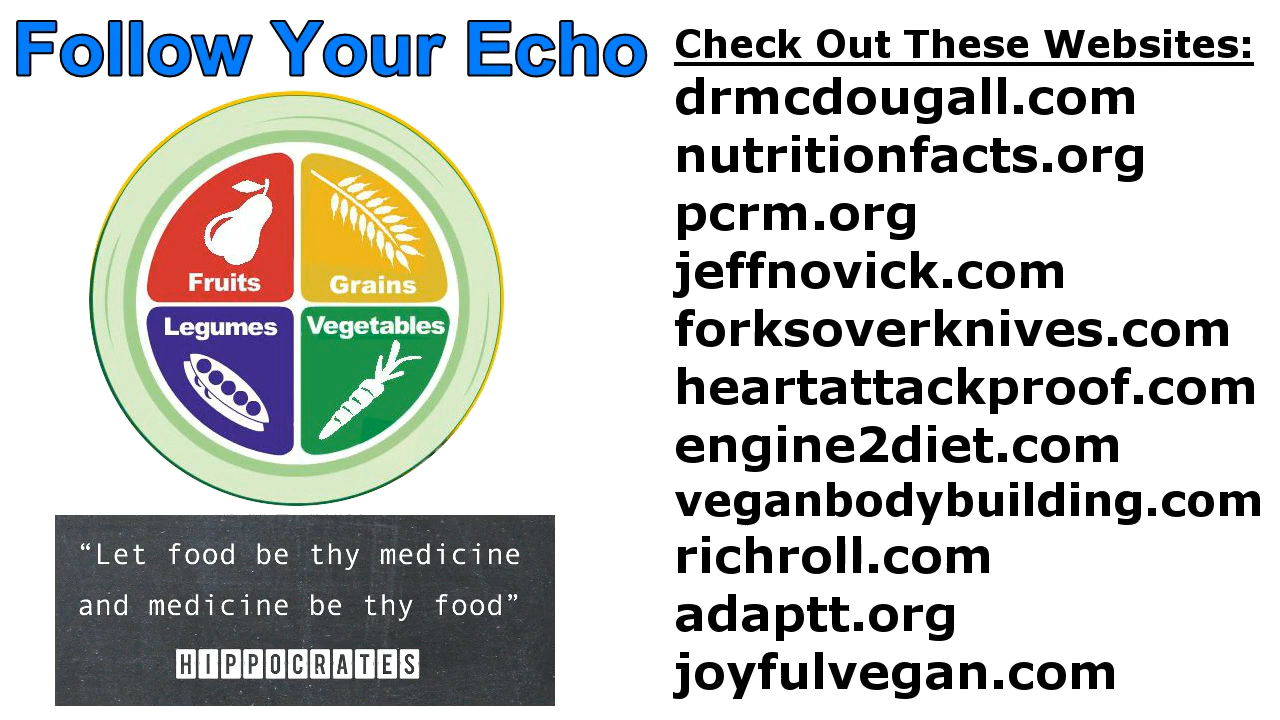 Follow Your Echo
Fruits
Grains
Legumes
Vegetables
“Let food be thy medicine
and medicine be thy food”
HIPPOCRATES
Check Out These Websites:
drmcdougall.com
nutritionfacts.org
pcrm.org
jeffnovick.com
forksoverknives.com
heartattackproof.com
engine2diet.com
veganbodybuilding.com
richroll.com
adaptt.org
joyfulvegan.com